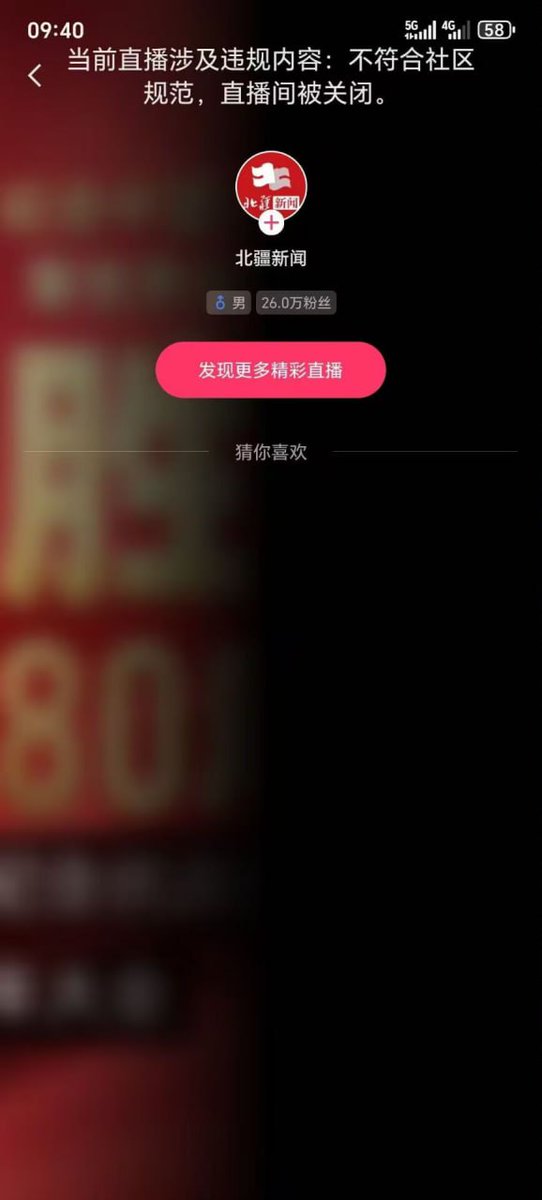 09:40
5G
4G
58
当前直播涉及违规内容：不符合社区
规范，直播间被关闭。
北疆新闻
北疆新闻
男
26.0万粉丝
发现更多精彩直播
猜你喜欢
80